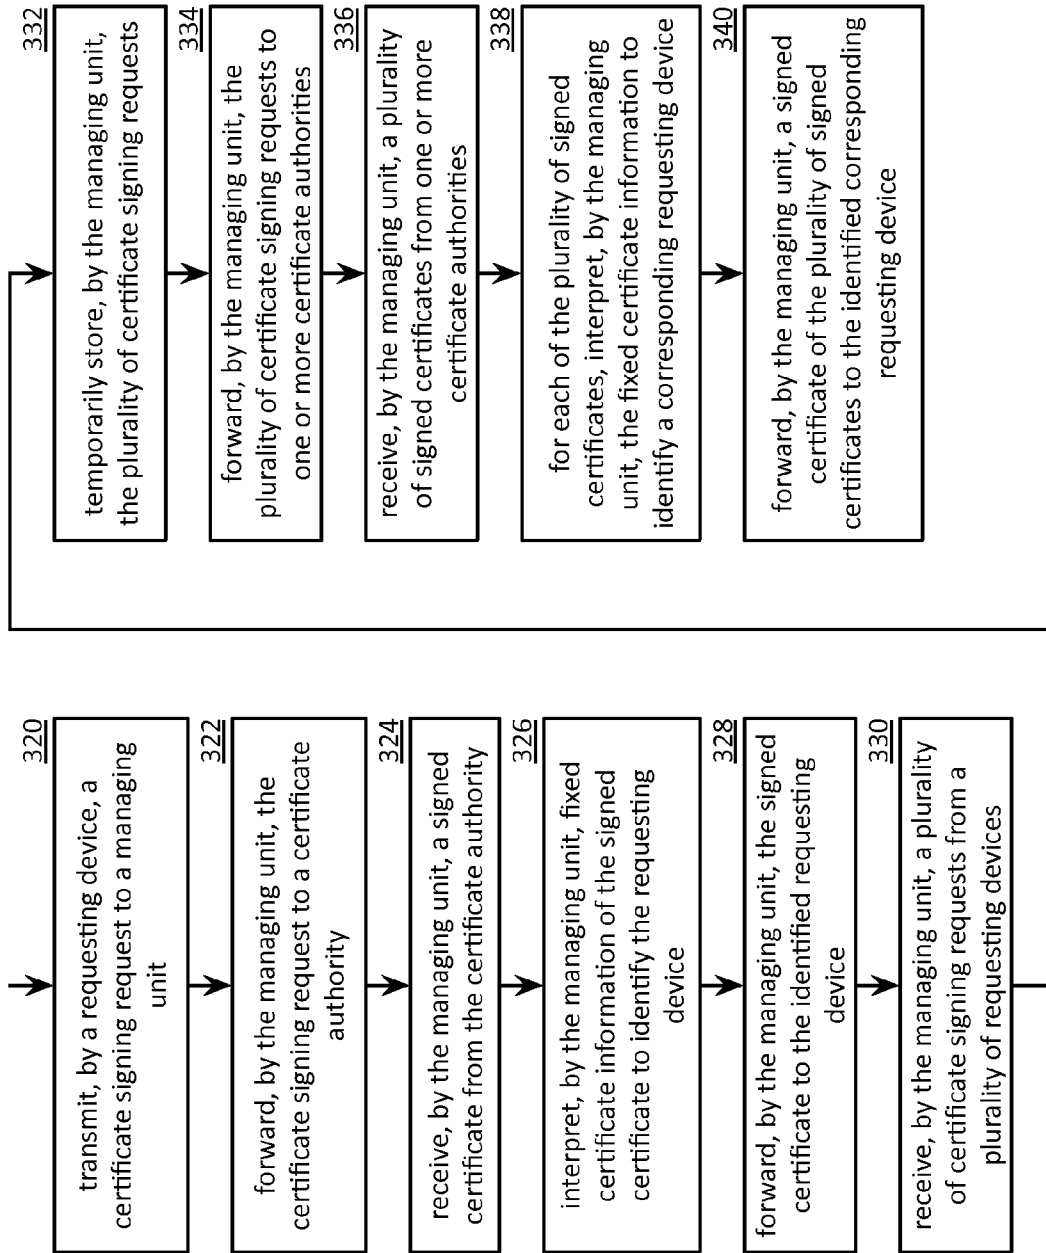 320
transmit, by a requesting device, a
certificate signing request to a managing
unit
322
forward, by the managing unit, the
certificate signing request to a certificate
authority
324
receive, by the managing unit, a signed
certificate from the certificate authority
326
interpret, by the managing unit, fixed
certificate information of the signed
certificate to identify the requesting
device
328
forward, by the managing unit, the signed
certificate to the identified requesting
device
330
receive, by the managing unit, a plurality
of certificate signing requests from a
plurality of requesting devices
332
temporarily store, by the managing unit,
the plurality of certificate signing requests
334
forward, by the managing unit, the
plurality of certificate signing requests to
one or more certificate authorities
336
receive, by the managing unit, a plurality
of signed certificates from one or more
certificate authorities
338
for each of the plurality of signed
certificates, interpret, by the managing
unit, the fixed certificate information to
identify a corresponding requesting device
340
forward, by the managing unit, a signed
certificate of the plurality of signed
certificates to the identified corresponding
requesting device